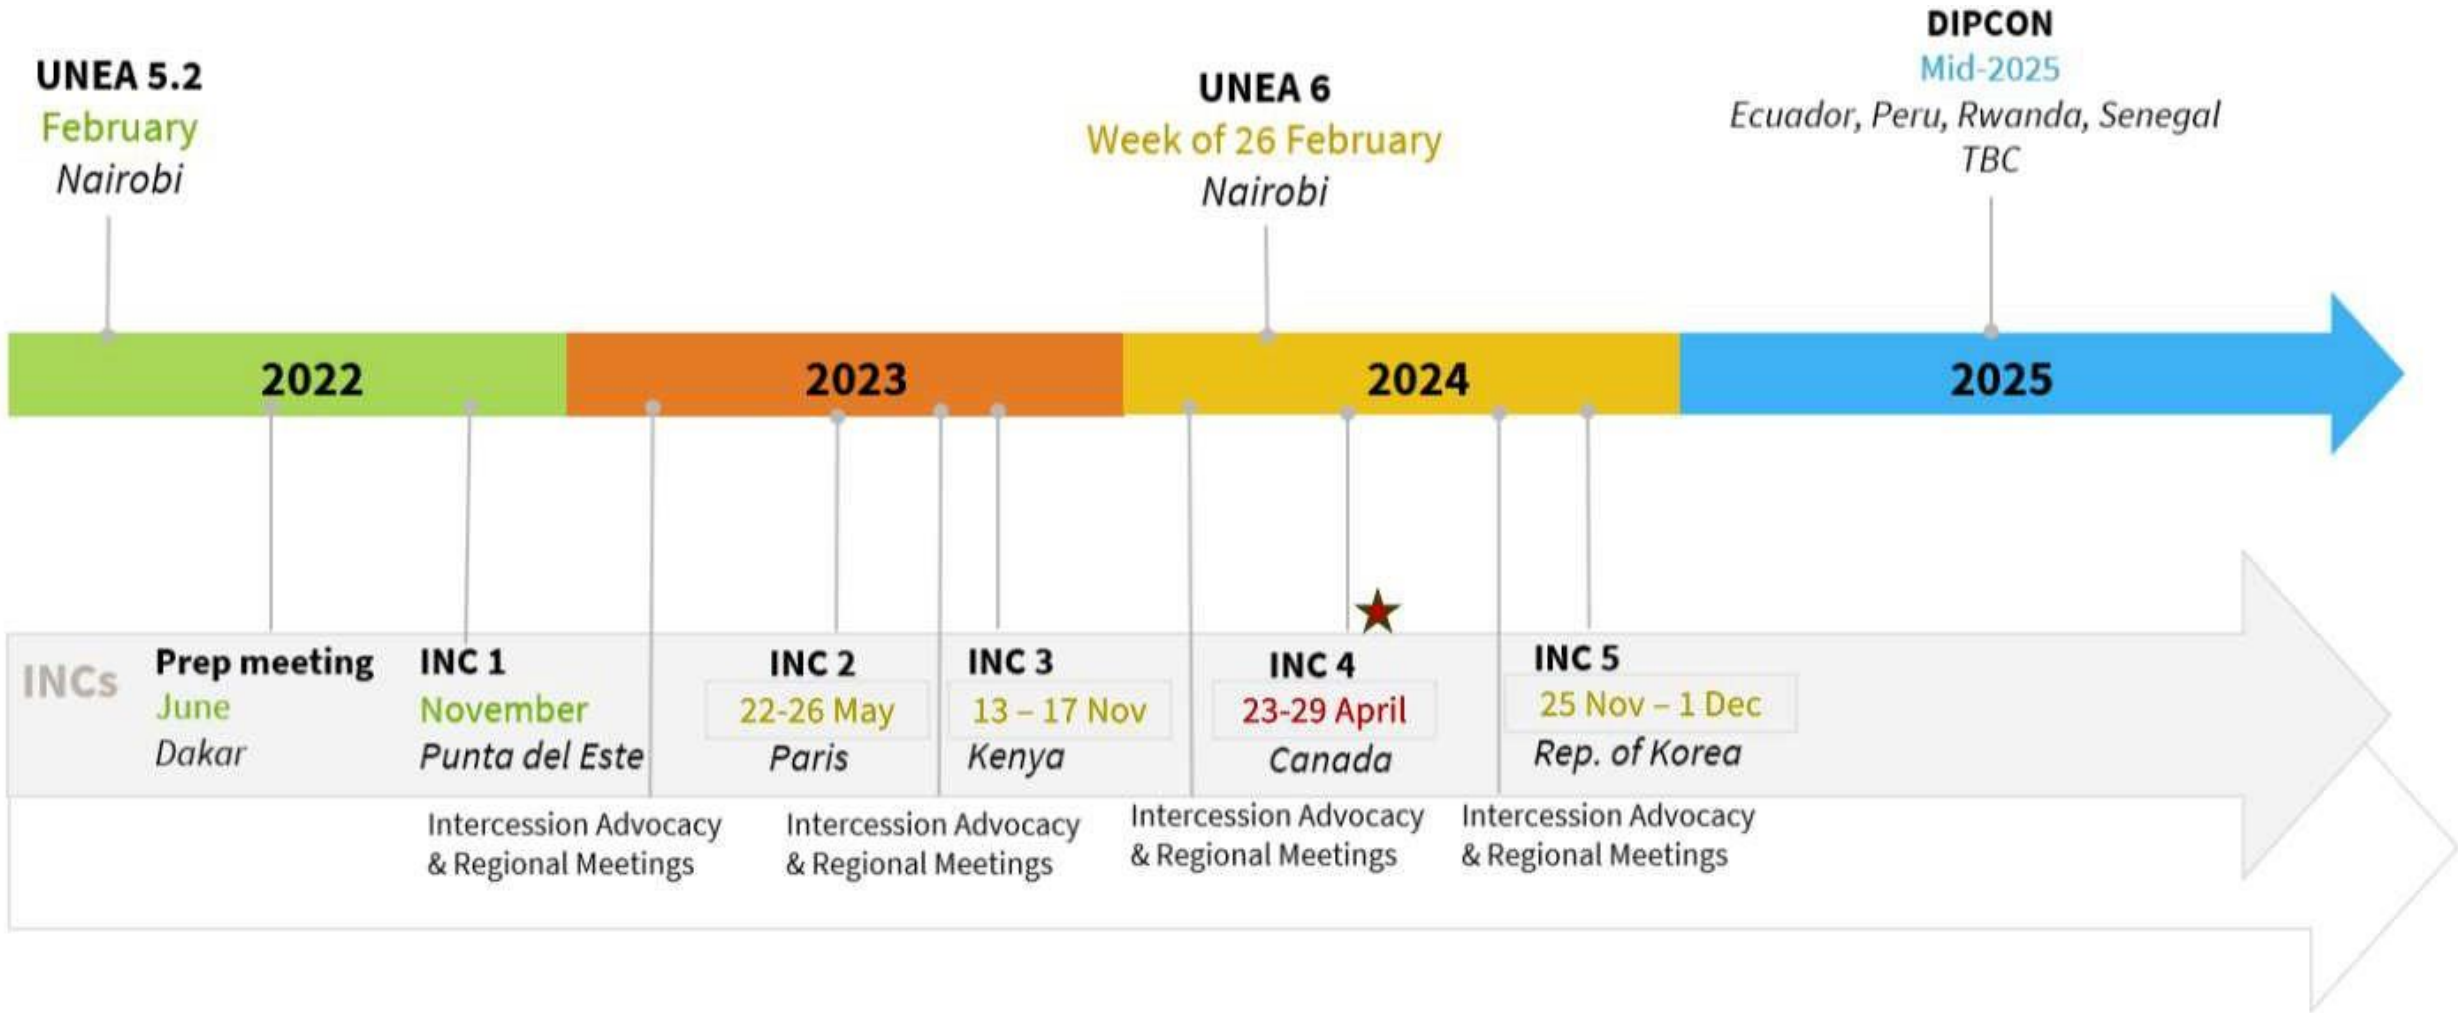 UNEA 5.2
February
Nairobi
UNEA 6
Week of 26 February
Nairobi
DIPCON
Mid-2025
Ecuador, Peru, Rwanda, Senegal
TBC
2022
2023
2024
2025
INCs
Prep meeting
June
Dakar
INC 1
November
Punta del Este
INC 2
22-26 May
Paris
INC 3
13 – 17 Nov
Kenya
INC 4
23-29 April
Canada
INC 5
25 Nov – 1 Dec
Rep. of Korea
Intercession Advocacy
& Regional Meetings
Intercession Advocacy
& Regional Meetings
Intercession Advocacy
& Regional Meetings
Intercession Advocacy
& Regional Meetings